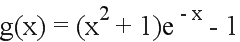 g(x) = (x² + 1)e⁻ˣ - 1